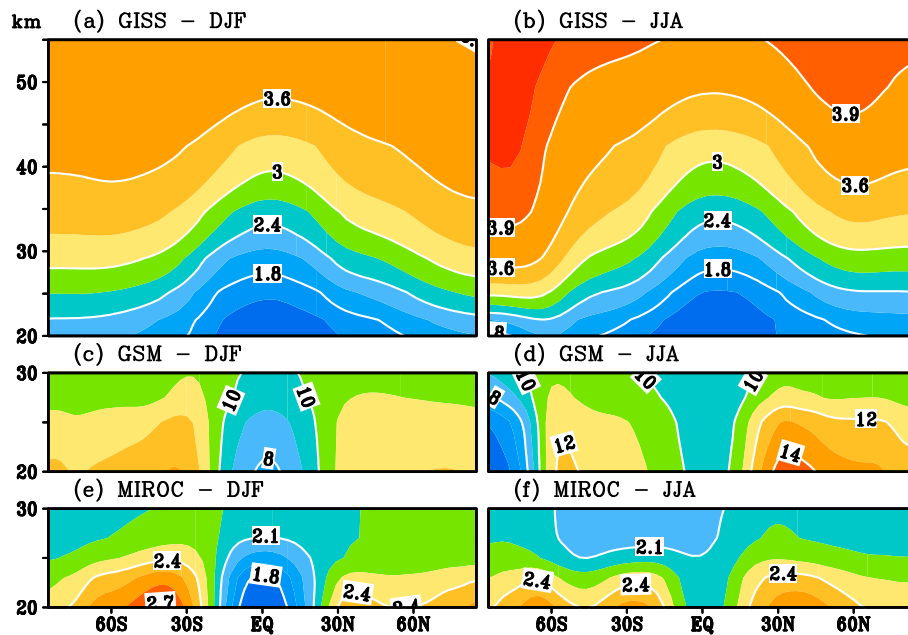 km (a) GISS – DJF (b) GISS – JJA
50
3.6 3.9
40
3 3 3.6
30
2.4 2.4 3.9
1.8 1.8 3.6
20 8
(c) GSM – DJF (d) GSM – JJA
30
10 10 10 10 10
8 12 12
8 14
20
(e) MIROC – DJF (f) MIROC – JJA
30
2.1 2.1
2.4 1.8 2.4 2.4 2.4
2.7 2.4 2.4
20
60S 30S EQ 30N 60N 60S 30S EQ 30N 60N